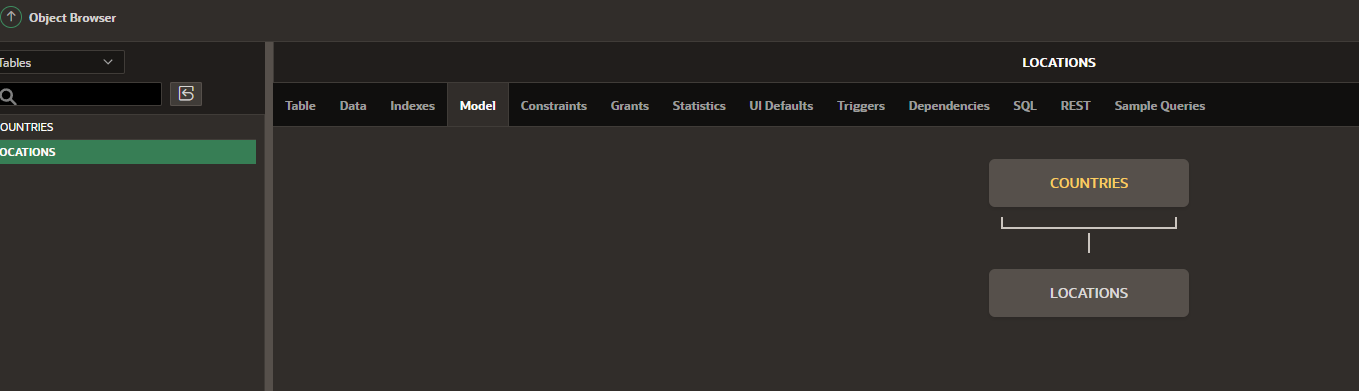 Object Browser
Tables
LOCATIONS
Table Data Indexes Model Constraints Grants Statistics UI Defaults Triggers Dependencies SQL REST Sample Queries
OUNTRIES
OCATIONS
COUNTRIES
LOCATIONS